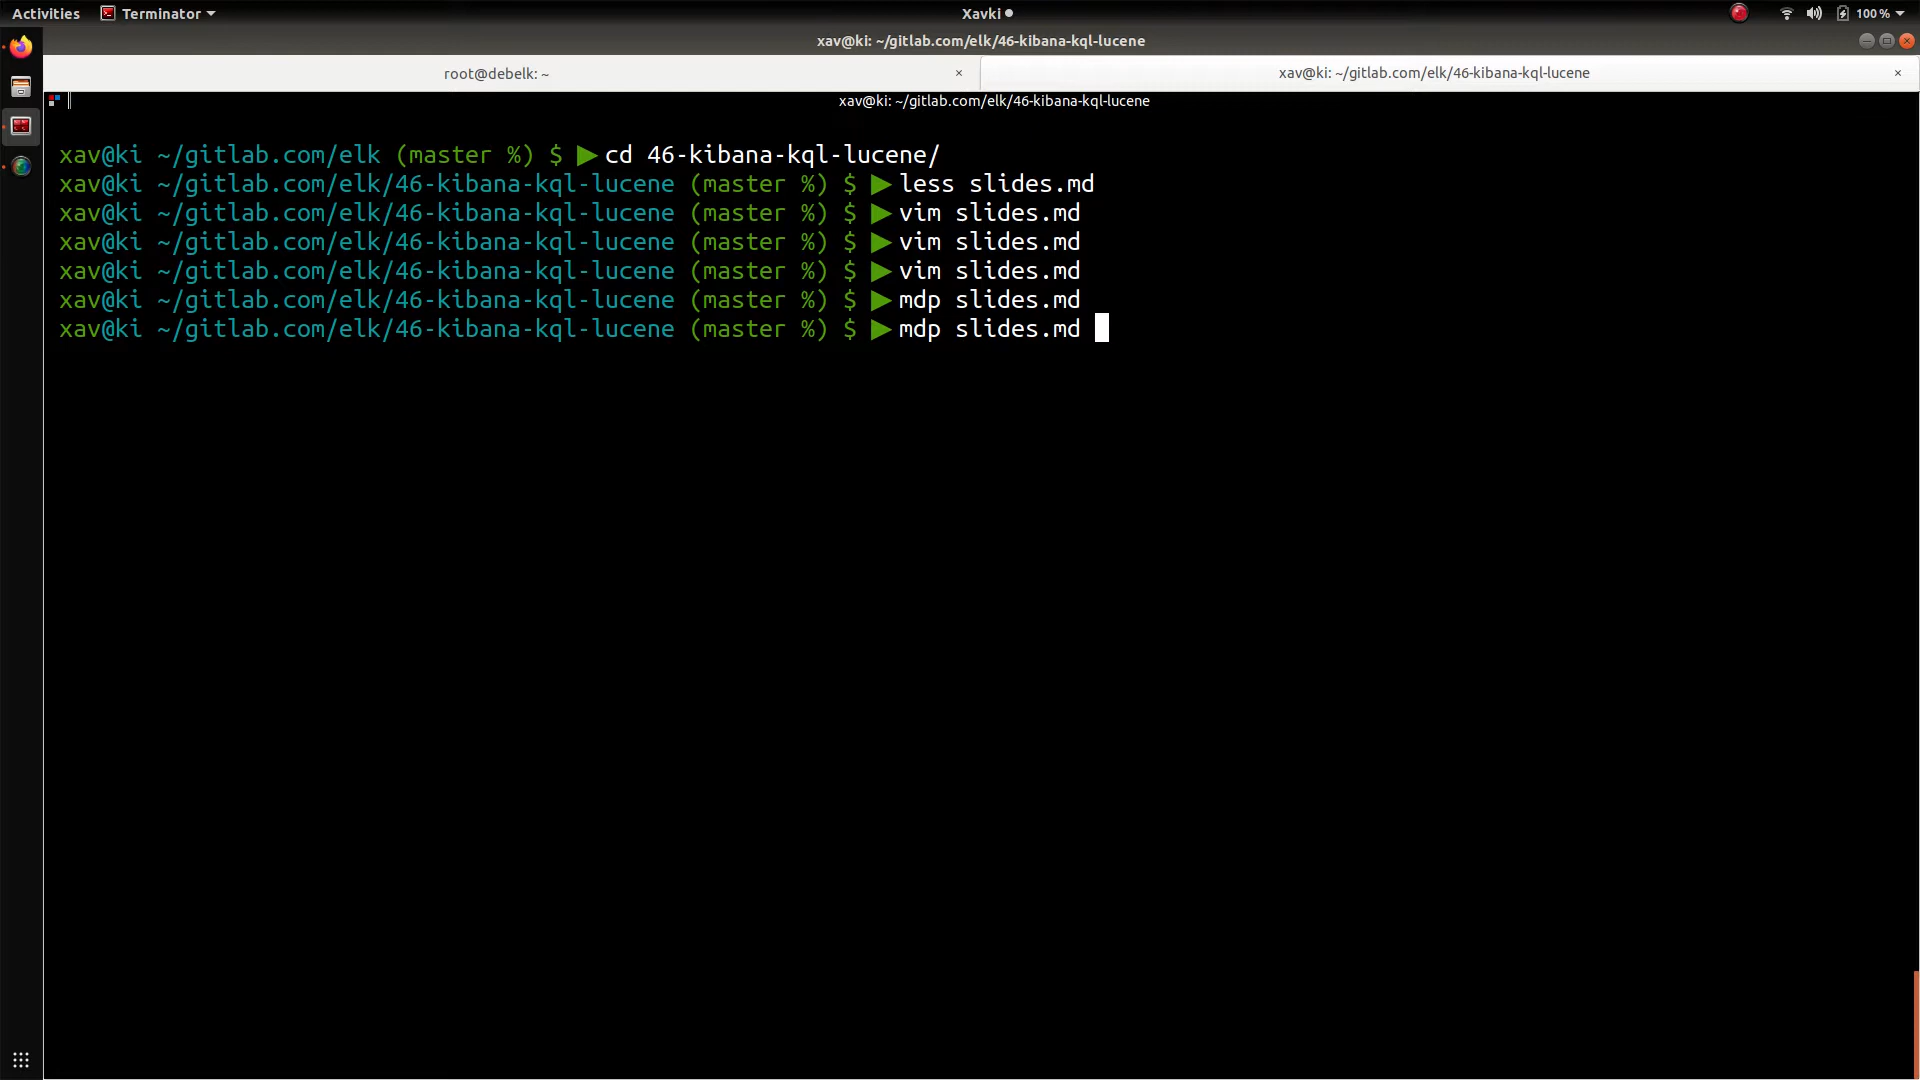 Activities Terminator Xavki 100 %
xav@ki: ~/gitlab.com/elk/46-kibana-kql-lucene
root@debelk: ~ × xav@ki: ~/gitlab.com/elk/46-kibana-kql-lucene ×
xav@ki: ~/gitlab.com/elk/46-kibana-kql-lucene
xav@ki ~/gitlab.com/elk (master %) $ ▶cd 46-kibana-kql-lucene/
xav@ki ~/gitlab.com/elk/46-kibana-kql-lucene (master %) $ ▶less slides.md
xav@ki ~/gitlab.com/elk/46-kibana-kql-lucene (master %) $ ▶vim slides.md
xav@ki ~/gitlab.com/elk/46-kibana-kql-lucene (master %) $ ▶vim slides.md
xav@ki ~/gitlab.com/elk/46-kibana-kql-lucene (master %) $ ▶vim slides.md
xav@ki ~/gitlab.com/elk/46-kibana-kql-lucene (master %) $ ▶mdp slides.md
xav@ki ~/gitlab.com/elk/46-kibana-kql-lucene (master %) $ ▶mdp slides.md